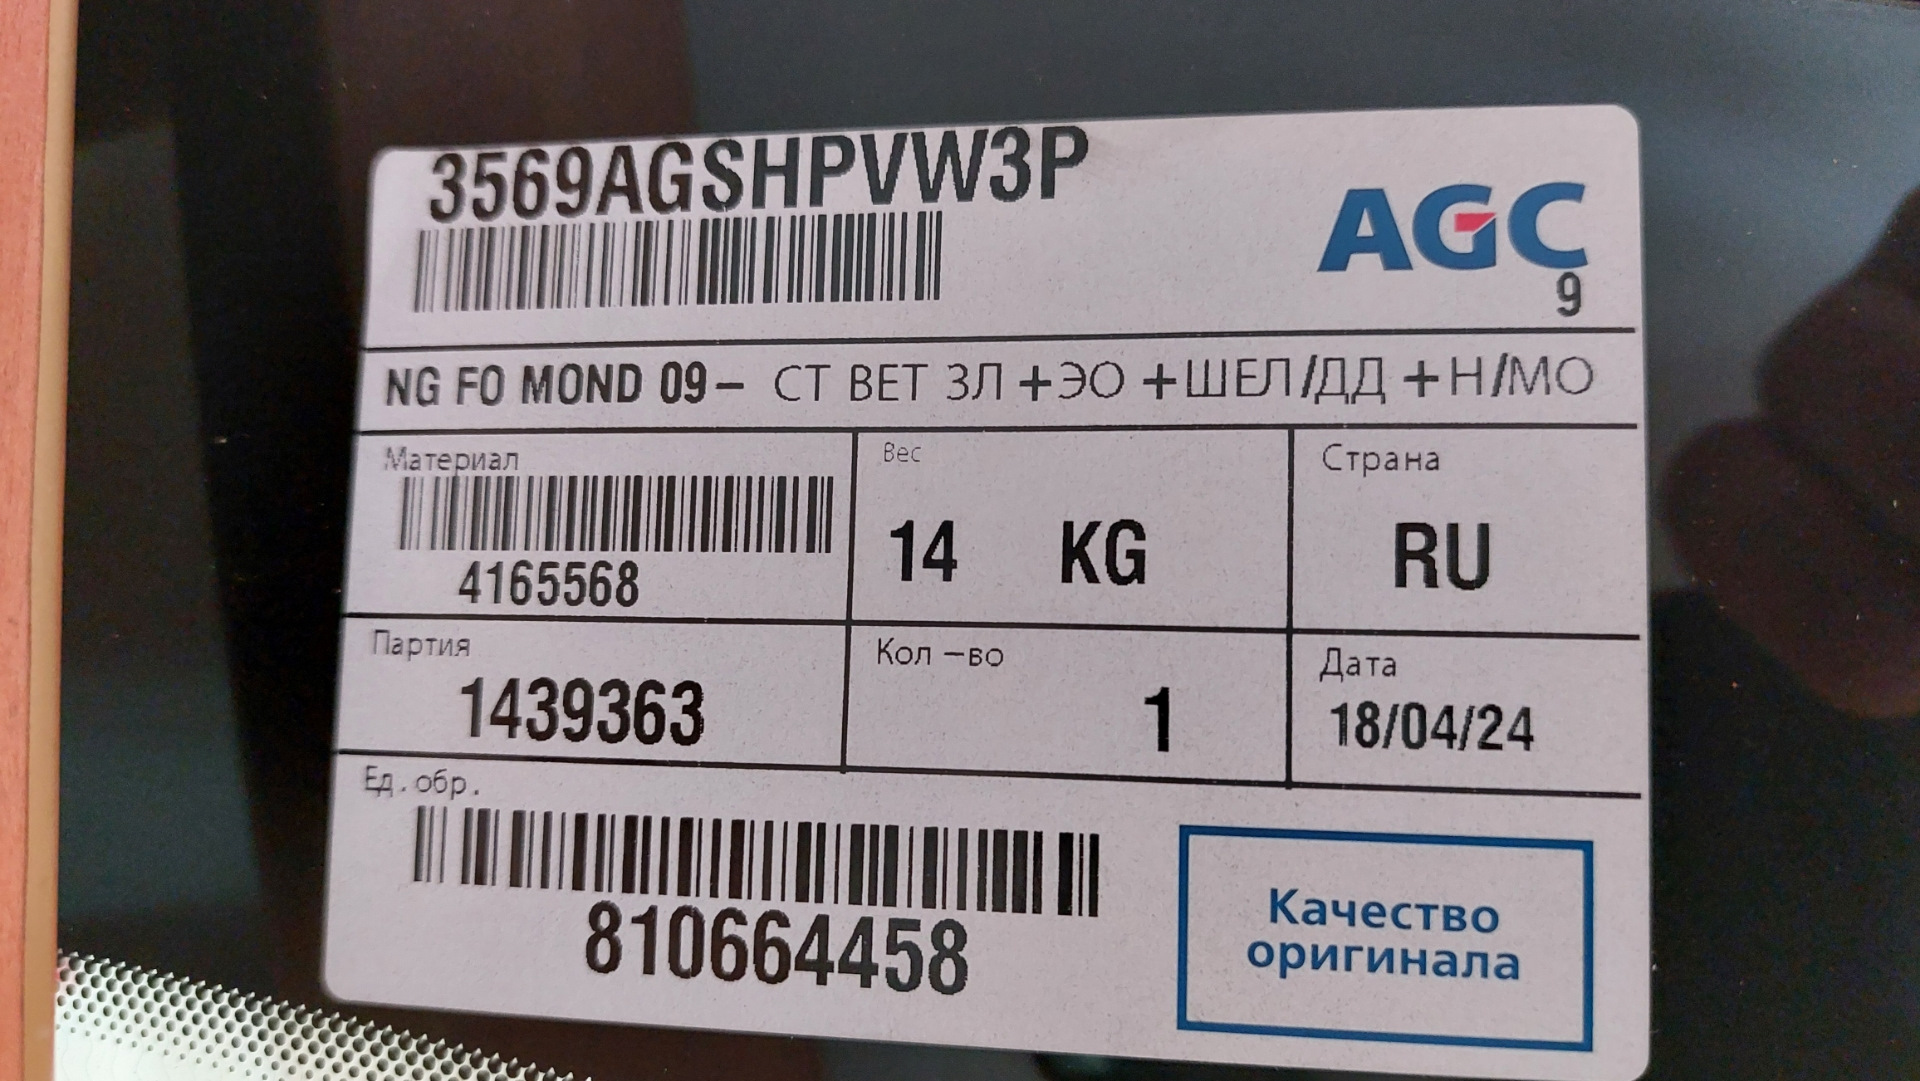 3569AGSHPVW3P
AGC
9
NG FO MOND 09- СТ ВЕТ ЗЛ +ЭО +ШЕЛ/ДД +Н/МО
Материал
4165568
Вес
14 KG
Страна
RU
Партия
1439363
Кол -во
1
Дата
18/04/24
Ед. обр.
810664458
Качество
оригинала